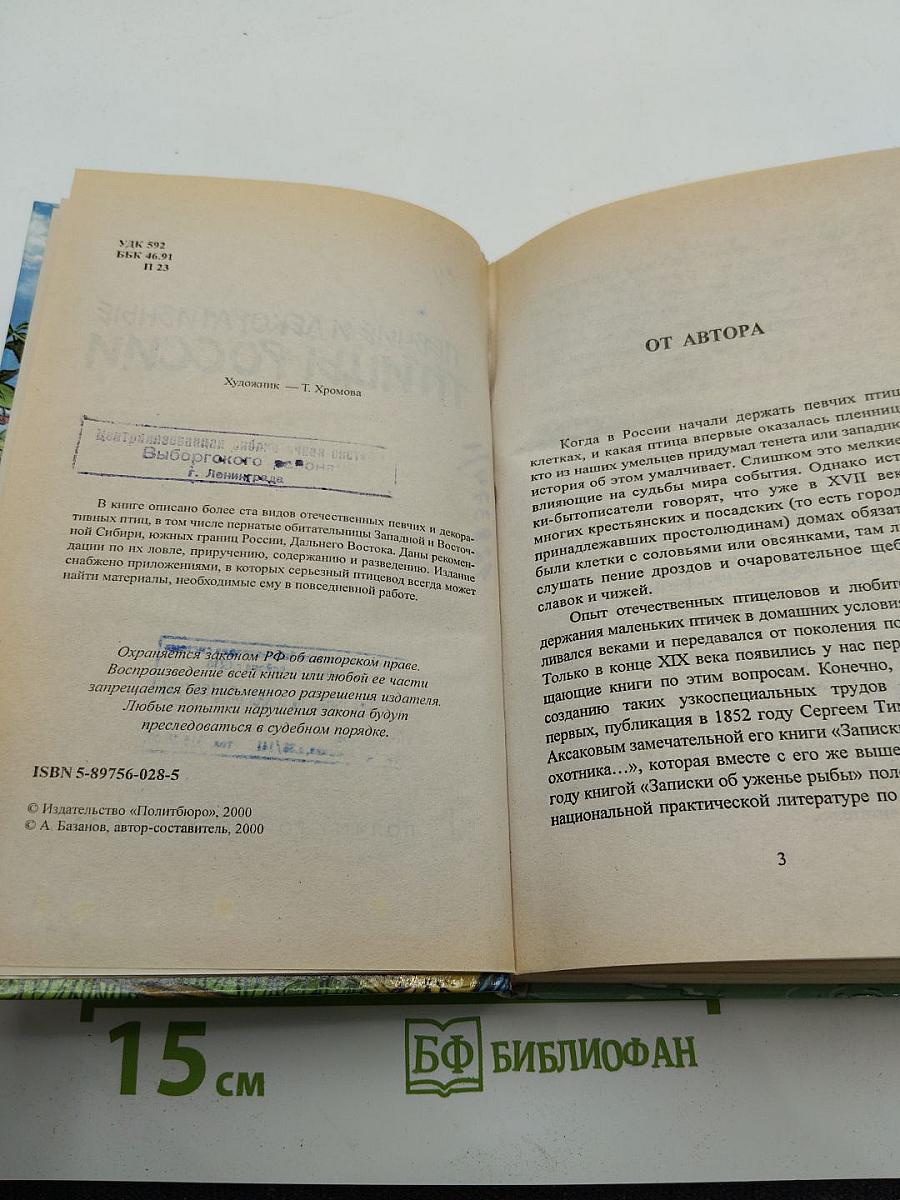 УДК 592
ББК 46.91
П 23
Художник — Т. Хромова
Выборгского района
г. Ленинграда
В книге описано более ста видов отечественных певчих и декора-
тивных птиц, в том числе пернатые обитательницы Западной и Восточ-
ной Сибири, южных границ России, Дальнего Востока. Даны рекомен-
дации по их ловле, приручению, содержанию и разведению. Издание
снабжено приложениями, в которых серьезный птицевод всегда может
найти материалы, необходимые ему в повседневной работе.
Охраняется законом РФ об авторском праве.
Воспроизведение всей книги или любой ее части
запрещается без письменного разрешения издателя.
Любые попытки нарушения закона будут
преследоваться в судебном порядке.
ISBN 5-89756-028-5
© Издательство «Политбюро», 2000
© А. Базанов, автор-составитель, 2000
ОТ АВТОРА
Когда в России начали держать певчих птиц
клетках, и какая птица впервые оказалась пленниц
кто из наших умельцев придумал тенета или западню
история об этом умалчивает. Слишком это мелкие
влияющие на судьбы мира события. Однако ист
ки-бытописатели говорят, что уже в XVII век
многих крестьянских и посадских (то есть город
принадлежавших простолюдинам) домах обязат
были клетки с соловьями или овсянками, там л
слушать пение дроздов и очаровательное щеб
славок и чижей.
Опыт отечественных птицеловов и любите
держания маленьких птичек в домашних условия
ливался веками и передавался от поколения по
Только в конце XIX века появились у нас пер
щающие книги по этим вопросам. Конечно,
созданию таких узкоспециальных трудов
первых, публикация в 1852 году Сергеем Тим
Аксаковым замечательной его книги «Записки
охотника…», которая вместе с его же выше
году книгой «Записки об уженье рыбы» поло
национальной практической литературе по
3
15 см
БФ БИБЛИОФАН